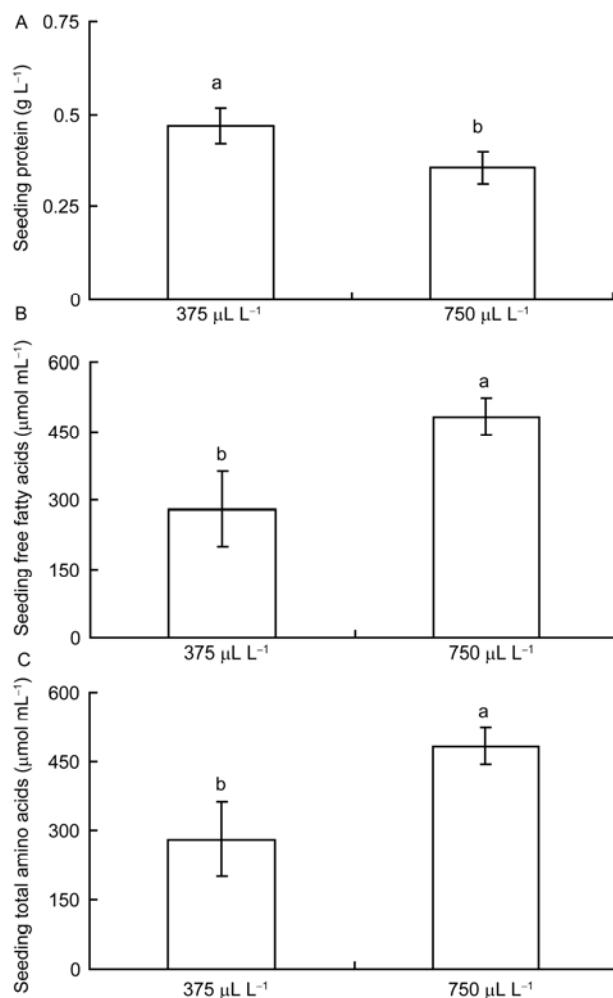 A
Seeding protein (g L⁻¹)
0.75
0.5
0.25
0
a
b
375 μL L⁻¹
750 μL L⁻¹
B
Seeding free fatty acids (μmol mL⁻¹)
600
450
300
150
0
b
a
375 μL L⁻¹
750 μL L⁻¹
C
Seeding total amino acids (μmol mL⁻¹)
600
450
300
150
0
b
a
375 μL L⁻¹
750 μL L⁻¹